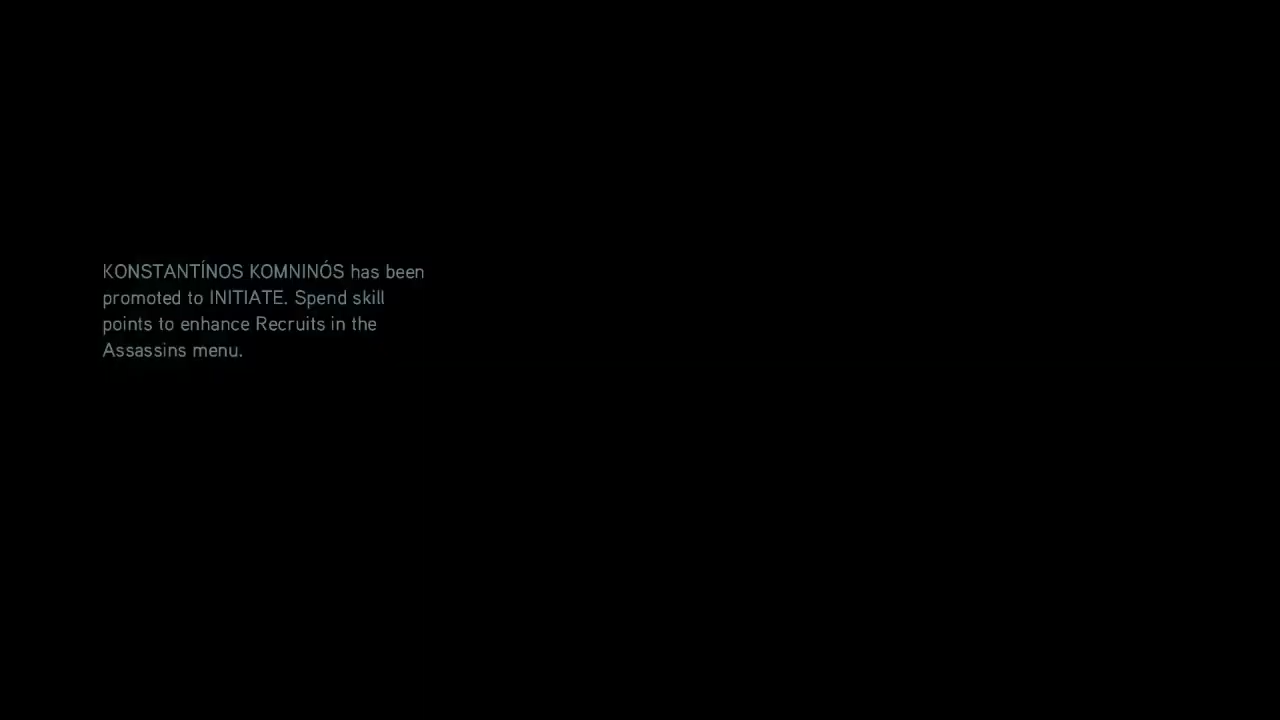 KONSTANTÍNOS KOMNINÓS has been
promoted to INITIATE. Spend skill
points to enhance Recruits in the
Assassins menu.